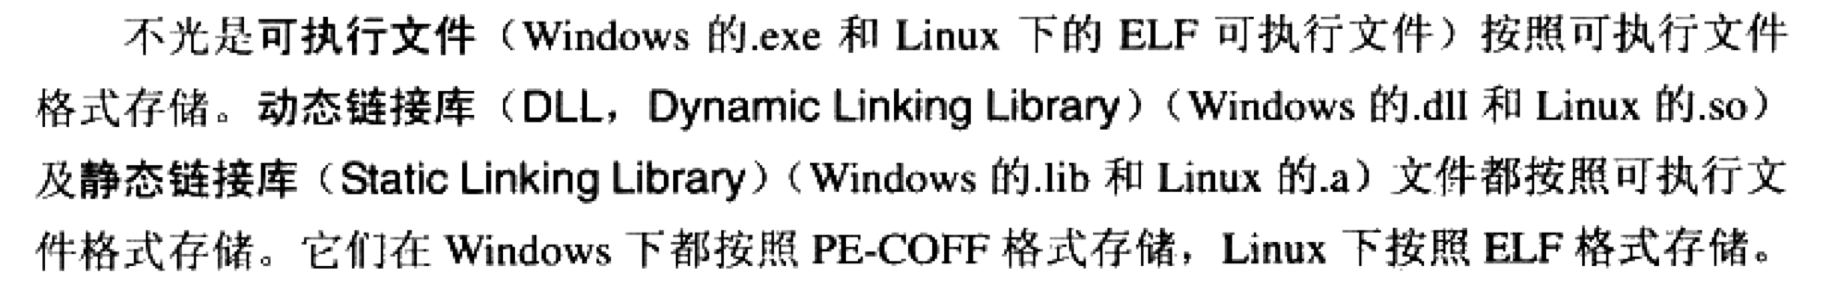 不光是可执行文件（Windows 的.exe 和 Linux 下的 ELF 可执行文件）按照可执行文件
格式存储。动态链接库（DLL，Dynamic Linking Library）（Windows 的.dll 和 Linux 的.so）
及静态链接库（Static Linking Library）（Windows 的.lib 和 Linux 的.a）文件都按照可执行文
件格式存储。它们在 Windows 下都按照 PE-COFF 格式存储，Linux 下按照 ELF 格式存储。